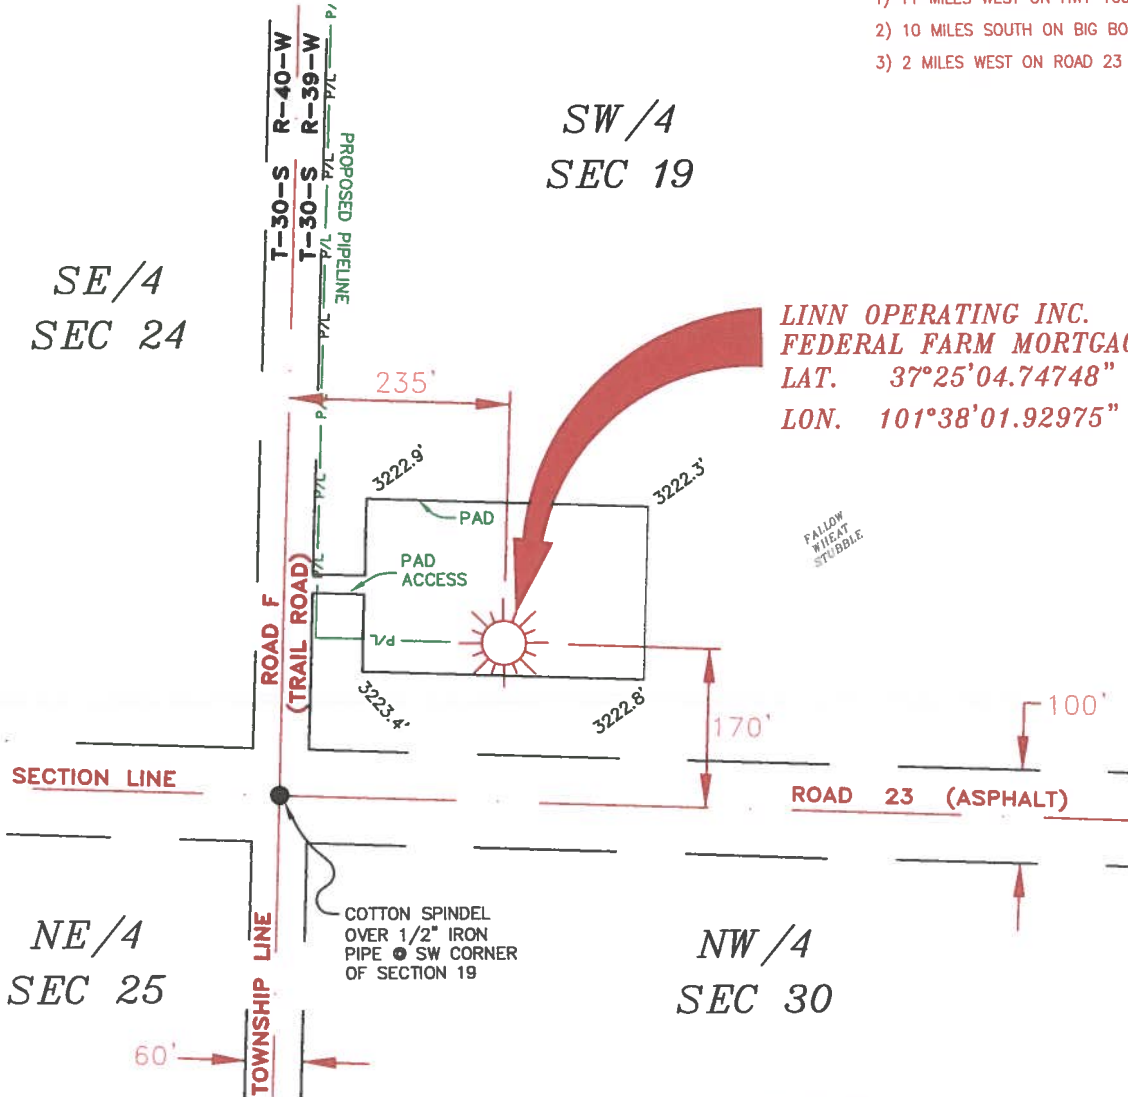 2) 10 MILES SOUTH ON BIG BO
3) 2 MILES WEST ON ROAD 23
T-30-S R-40-W
T-30-S R-39-W
P/L
P/L
P/L
P/L
P/L
P/L
P/L
P/L
PROPOSED PIPELINE
SW/4
SEC 19
SE/4
SEC 24
LINN OPERATING INC.
FEDERAL FARM MORTGAG
LAT. 37°25'04.74748"
LON. 101°38'01.92975"
235'
3222.9'
3222.3'
PAD
FALLOW
WHEAT
STUBBLE
PAD
ACCESS
ROAD F
(TRAIL ROAD)
P/L
3223.4'
3222.8'
170'
100'
SECTION LINE
ROAD 23 (ASPHALT)
COTTON SPINDEL
OVER 1/2" IRON
PIPE @ SW CORNER
OF SECTION 19
NE/4
SEC 25
NW/4
SEC 30
TOWNSHIP LINE
60'